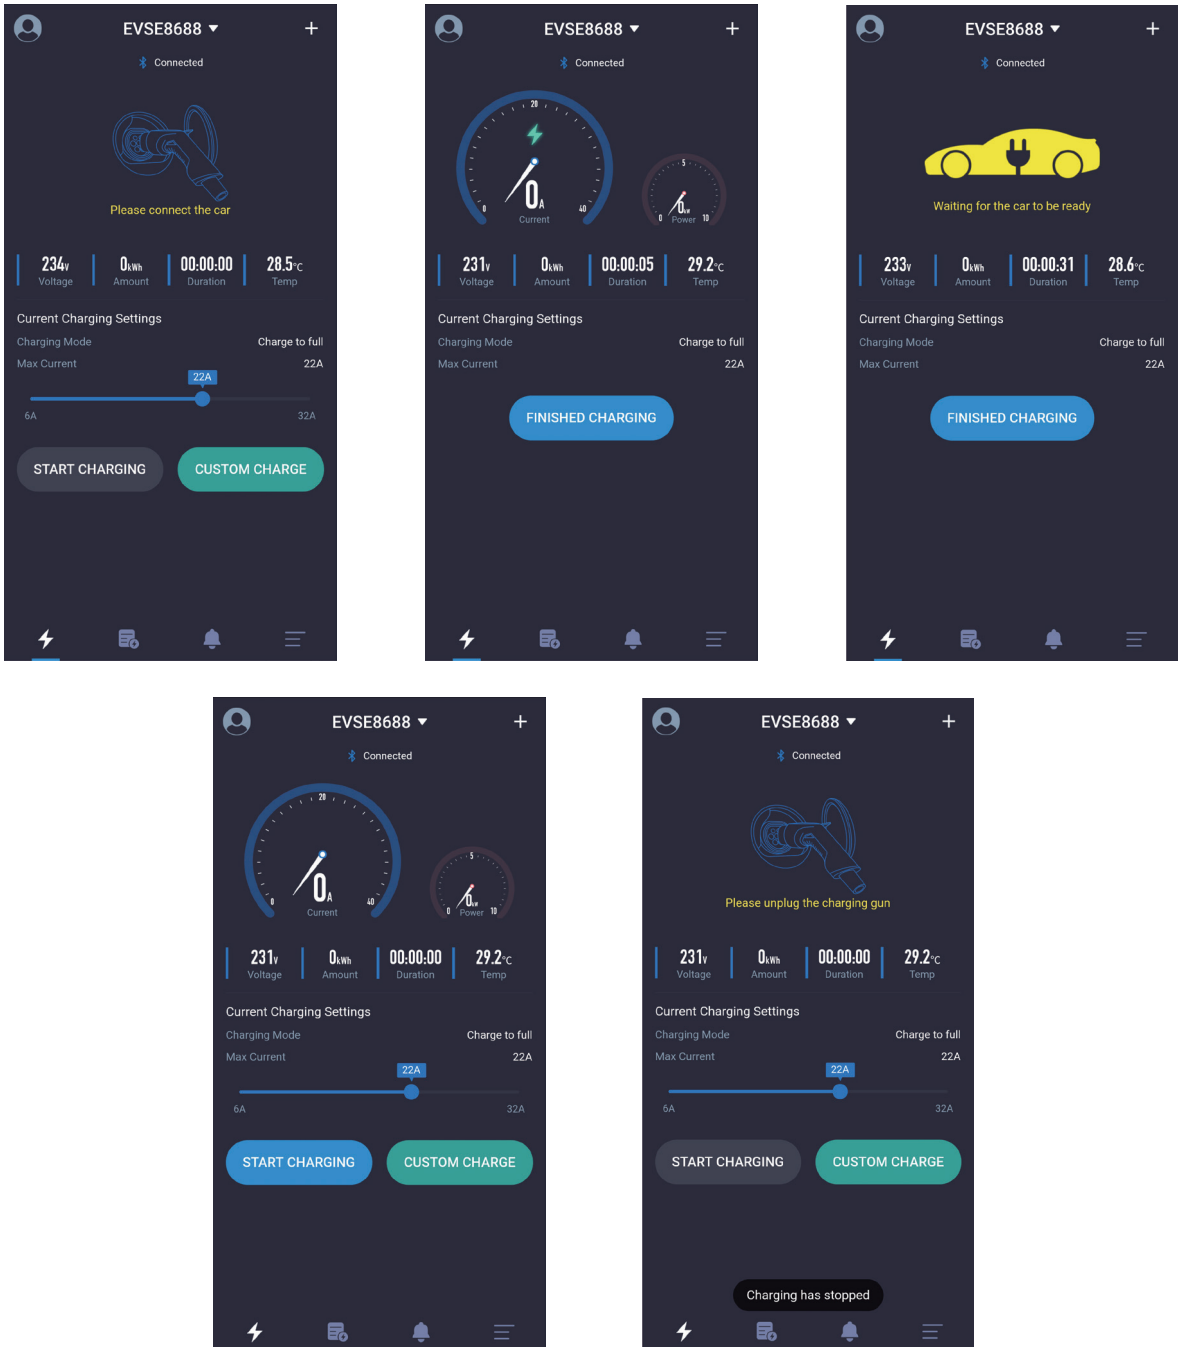 EVSE8688
Connected
Please connect the car
234V 0kWh 00:00:00 28.5°C
Voltage Amount Duration Temp
Current Charging Settings
Charging Mode Charge to full
Max Current 22A
22A
6A 32A
START CHARGING CUSTOM CHARGE
EVSE8688
Connected
20
0 40
0A
Current
5
0 10
0kW
Power
231V 0kWh 00:00:05 29.2°C
Voltage Amount Duration Temp
Current Charging Settings
Charging Mode Charge to full
Max Current 22A
FINISHED CHARGING
EVSE8688
Connected
Waiting for the car to be ready
233V 0kWh 00:00:31 28.6°C
Voltage Amount Duration Temp
Current Charging Settings
Charging Mode Charge to full
Max Current 22A
FINISHED CHARGING
EVSE8688
Connected
20
0 40
0A
Current
5
0 10
0kW
Power
231V 0kWh 00:00:00 29.2°C
Voltage Amount Duration Temp
Current Charging Settings
Charging Mode Charge to full
Max Current 22A
22A
6A 32A
START CHARGING CUSTOM CHARGE
EVSE8688
Connected
Please unplug the charging gun
231V 0kWh 00:00:00 29.2°C
Voltage Amount Duration Temp
Current Charging Settings
Charging Mode Charge to full
Max Current 22A
22A
6A 32A
START CHARGING CUSTOM CHARGE
Charging has stopped